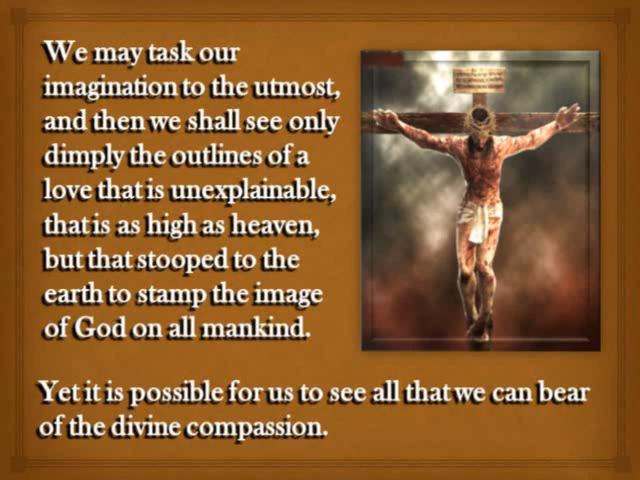 We may task our
imagination to the utmost,
and then we shall see only
dimply the outlines of a
love that is unexplainable,
that is as high as heaven,
but that stooped to the
earth to stamp the image
of God on all mankind.
Yet it is possible for us to see all that we can bear
of the divine compassion.